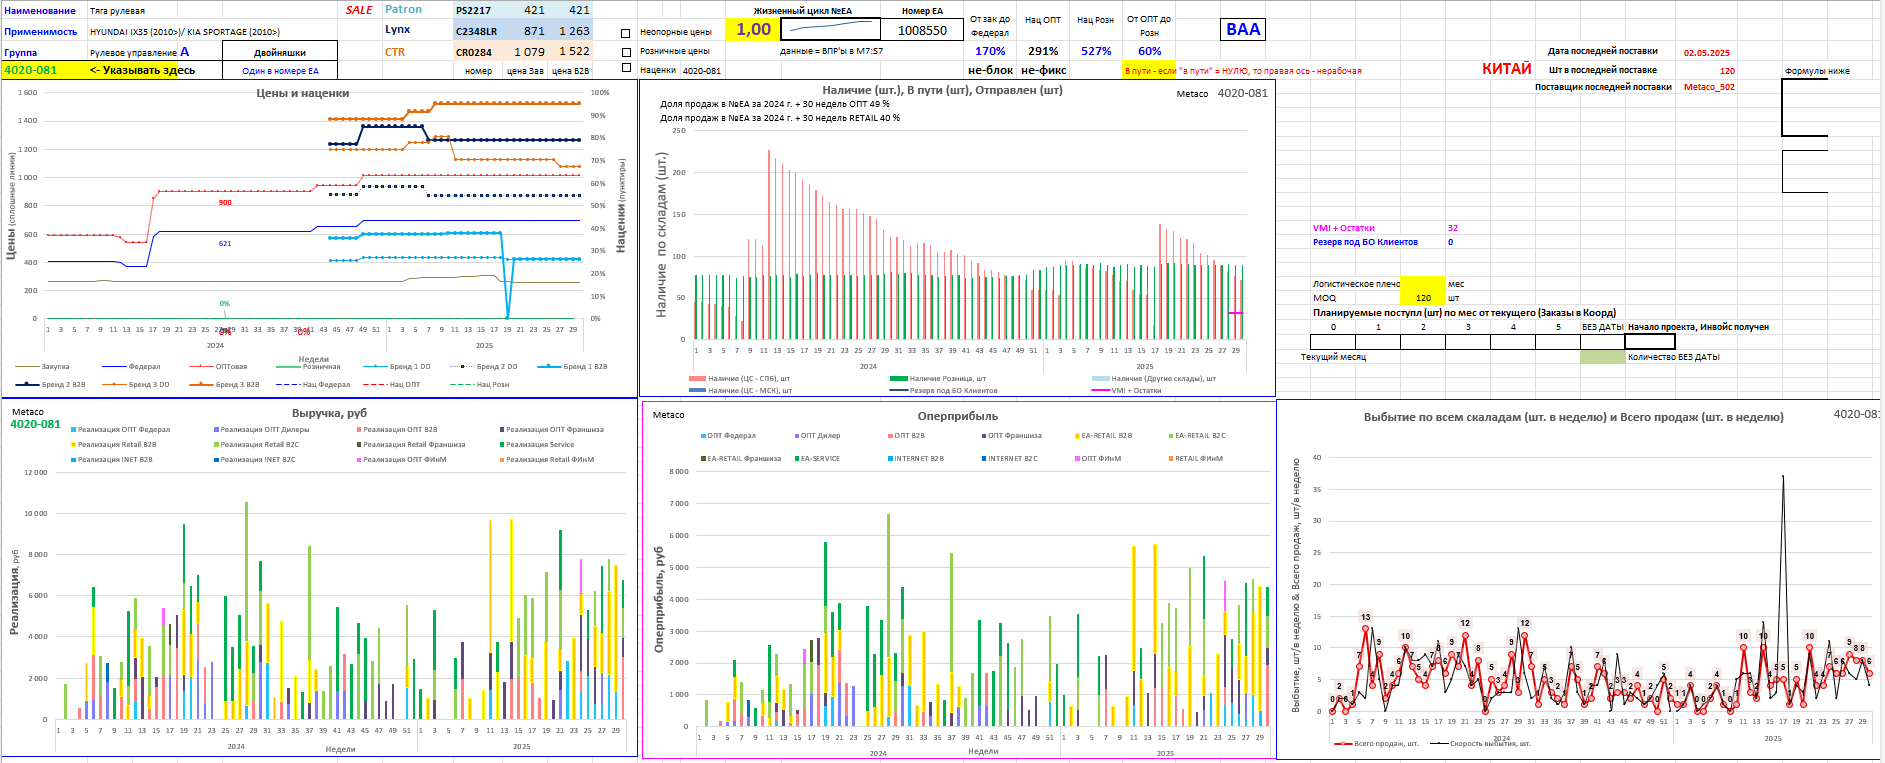 Наименование Тяга рулевая SALE Patron PS2217 421 421 Жизненный цикл №ЕА Номер ЕА
Применимость HYUNDAI IX35 (2010>)/ KIA SPORTAGE (2010>) Lynx C2348LR 871 1 263 Неопорные цены 1,00 1008550 От зак до Федерал Нац ОПТ Нац Розн От ОПТ до Розн ВАА
Группа Рулевое управление А Двойняшки CTR CR0284 1 079 1 522 Розничные цены данные = ВПР'ы в M7:S7 170% 291% 527% 60% Дата последней поставки 02.05.2025
4020-081 <- Указывать здесь Один в номере ЕА номер цена Зав цена B2B Наценки 4020-081 не-блок не-фикс В пути - если "в пути" = НУЛЮ, то правая ось - нерабочая КИТАЙ Шт в последней поставке 120 Формулы ниже
Поставщик последней поставки Metaco_502
Цены и наценки
1 600 1 400 1 200 1 000 800 600 400 200 0
100% 90% 80% 70% 60% 50% 40% 30% 20% 10% 0%
Цены (сплошные линии)
Наценки (пунктиры)
900
621
0%
0%
1 3 5 7 9 11 13 15 17 19 21 23 25 27 29 31 33 35 37 39 41 43 45 47 49 51 1 3 5 7 9 11 13 15 17 19 21 23 25 27 29
2024 2025
Недели
Закупка Федерал ОПТовая Розничная Бренд 1 DD Бренд 2 DD Бренд 1 B2B
Бренд 2 B2B Бренд 3 DD Бренд 3 B2B Нац Федерал Нац ОПТ Нац Розн
Наличие (шт.), В пути (шт), Отправлен (шт)
Metaco 4020-081
Доля продаж в №ЕА за 2024 г. + 30 недель ОПТ 49 %
Доля продаж в №ЕА за 2024 г. + 30 недель RETAIL 40 %
Наличие по складам (шт.)
250 200 150 100 50 0
1 3 5 7 9 11 13 15 17 19 21 23 25 27 29 31 33 35 37 39 41 43 45 47 49 51 1 3 5 7 9 11 13 15 17 19 21 23 25 27 29
2024 2025
Наличие (ЦС - СПБ), шт Наличие Розница, шт Наличие (Другие склады), шт
Наличие (ЦС - МСК), шт Резерв под БО Клиентов VMI + Остатки
VMI + Остатки 32
Резерв под БО Клиентов 0
Логистическое плечо мес
MOQ 120 шт
Планируемые поступл (шт) по мес от текущего (Заказы в Коорд)
0 1 2 3 4 5 БЕЗ ДАТЫ Начало проекта, Инвойс получен
Текущий месяц Количество БЕЗ ДАТЫ
Metaco
4020-081
Выручка, руб
Реализация ОПТ Федерал Реализация ОПТ Дилеры Реализация ОПТ B2B Реализация ОПТ Франшиза
Реализация Retail B2B Реализация Retail B2C Реализация Retail Франшиза Реализация Service
Реализация INET B2B Реализация INET B2C Реализация ОПТ ФИнМ Реализация Retail ФИнМ
Реализация, руб
12 000 10 000 8 000 6 000 4 000 2 000 0
1 3 5 7 9 11 13 15 17 19 21 23 25 27 29 31 33 35 37 39 41 43 45 47 49 51 1 3 5 7 9 11 13 15 17 19 21 23 25 27 29
2024 Недели 2025
Metaco
Оперприбыль
ОПТ Федерал ОПТ Дилер ОПТ B2B ОПТ Франшиза EA-RETAIL B2B EA-RETAIL B2C
EA-RETAIL Франшиза EA-SERVICE INTERNET B2B INTERNET B2C ОПТ ФИнМ RETAIL ФИнМ
Оперприбыль, руб
8 000 7 000 6 000 5 000 4 000 3 000 2 000 1 000 0
1 3 5 7 9 11 13 15 17 19 21 23 25 27 29 31 33 35 37 39 41 43 45 47 49 51 1 3 5 7 9 11 13 15 17 19 21 23 25 27 29
2024 Недели 2025
Выбытие по всем скаладам (шт. в неделю) и Всего продаж (шт. в неделю)
4020-081
Выбытие, шт/в неделю & Всего продаж, шт/в неделю
40 35 30 25 20 15 10 5 0
1 3 5 7 9 11 13 15 17 19 21 23 25 27 29 31 33 35 37 39 41 43 45 47 49 51 1 3 5 7 9 11 13 15 17 19 21 23 25 27 29
2024 2025
Всего продаж, шт. Скорость выбытия, шт.